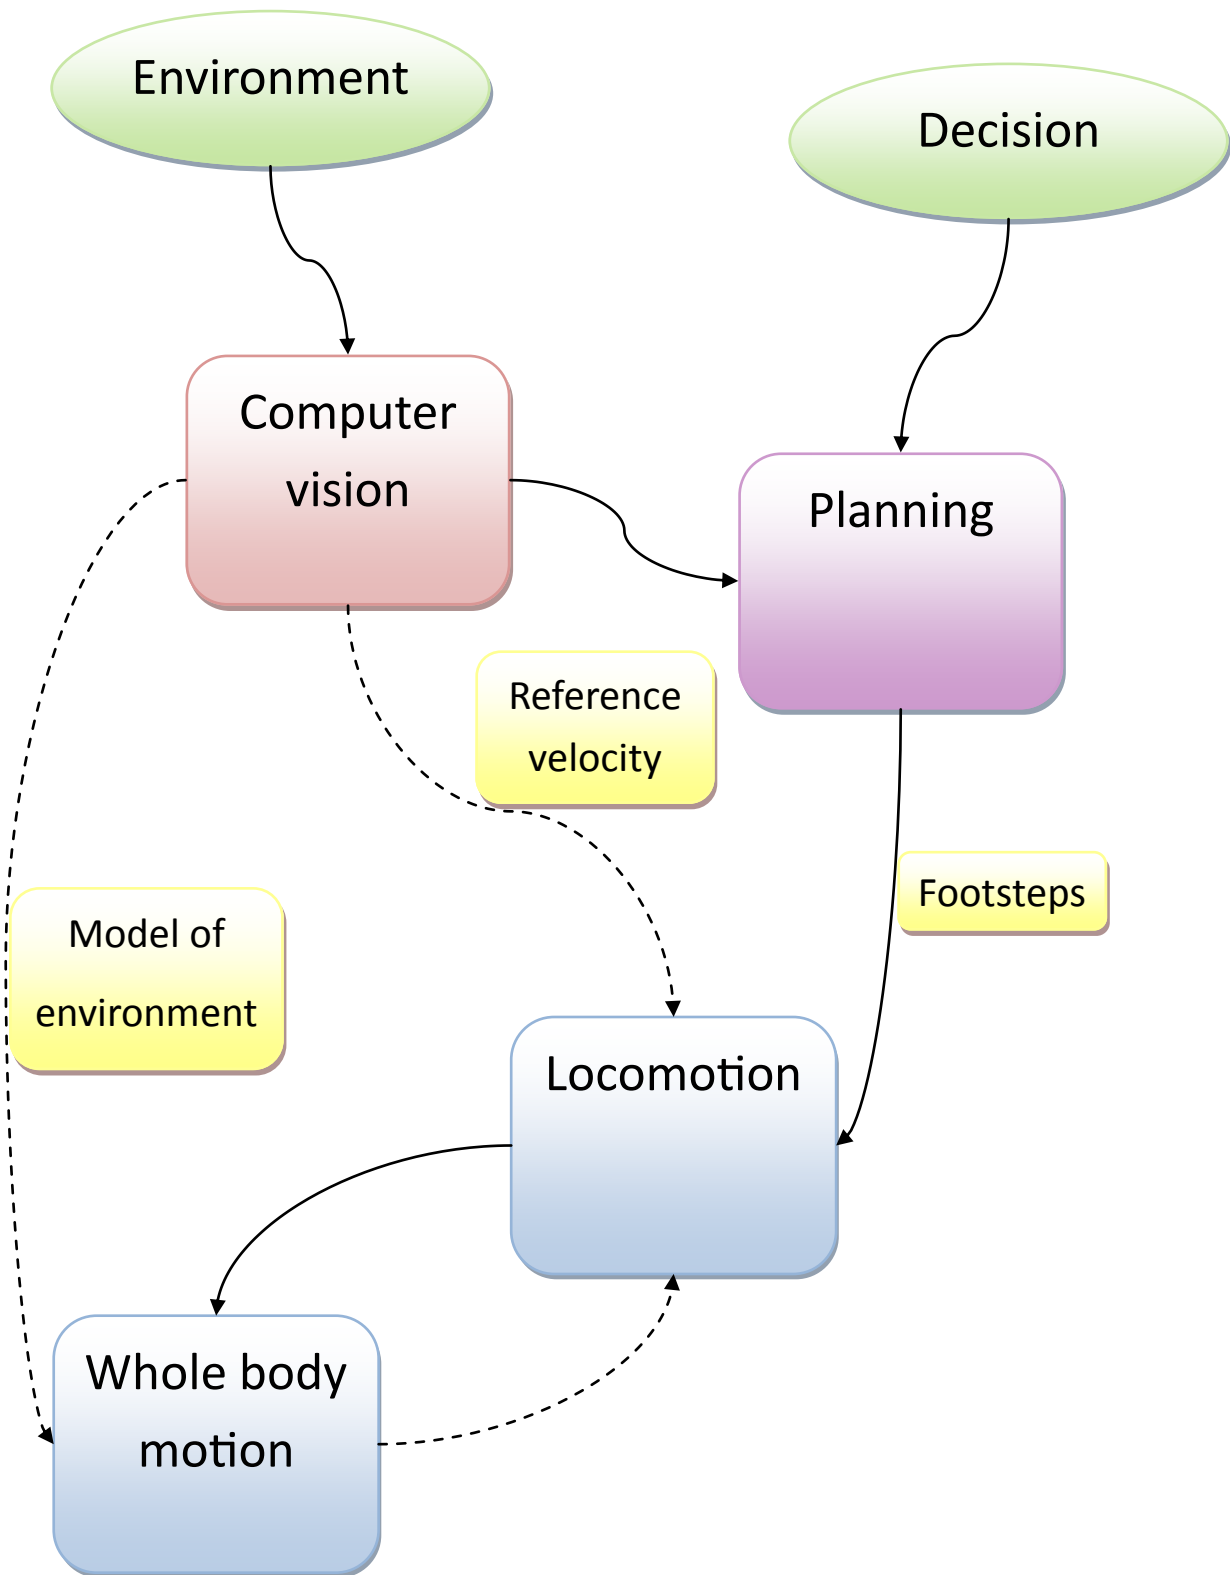 Environment
Decision
Computer
vision
Planning
Reference
velocity
Footsteps
Model of
environment
Locomotion
Whole body
motion